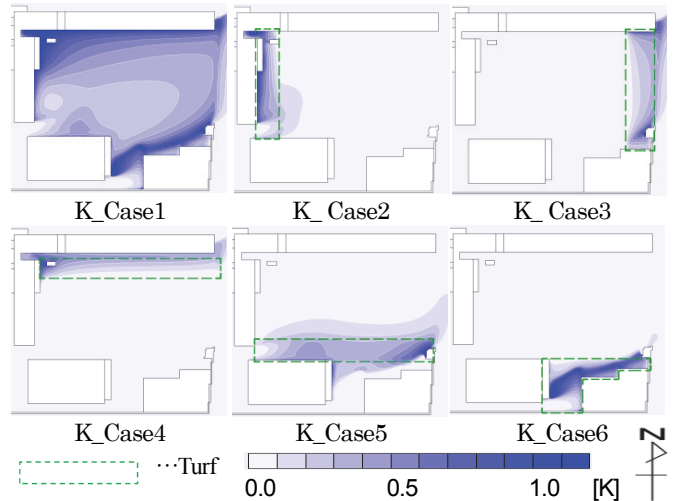 K_Case1
K_ Case2
K_ Case3
K_Case4
K_Case5
K_Case6
···Turf
0.0 0.5 1.0 [K]
N